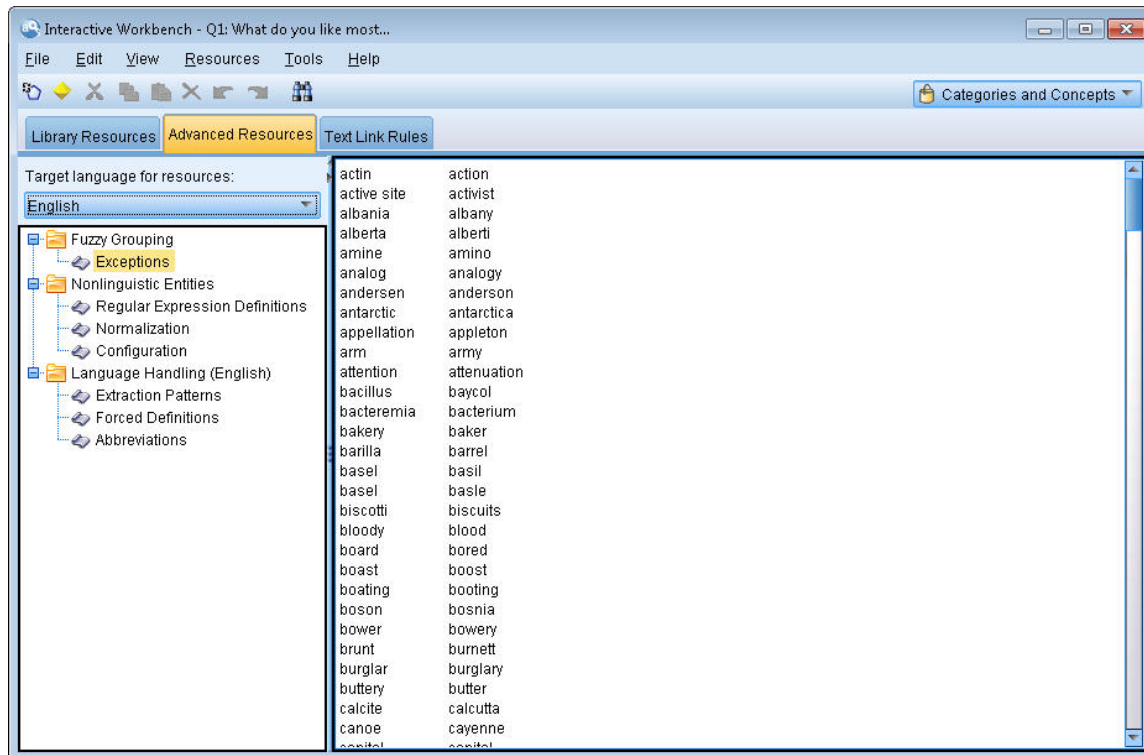 Interactive Workbench - Q1: What do you like most...
File Edit View Resources Tools Help
Categories and Concepts
Library Resources Advanced Resources Text Link Rules
Target language for resources:
English
Fuzzy Grouping
Exceptions
Nonlinguistic Entities
Regular Expression Definitions
Normalization
Configuration
Language Handling (English)
Extraction Patterns
Forced Definitions
Abbreviations
actin action
active site activist
albania albany
alberta alberti
amine amino
analog analogy
andersen anderson
antarctic antarctica
appellation appleton
arm army
attention attenuation
bacillus baycol
bacteremia bacterium
bakery baker
barilla barrel
basel basil
basel basle
biscotti biscuits
bloody blood
board bored
boast boost
boating booting
boson bosnia
bower bowery
brunt burnett
burglar burglary
buttery butter
calcite calcutta
canoe cayenne